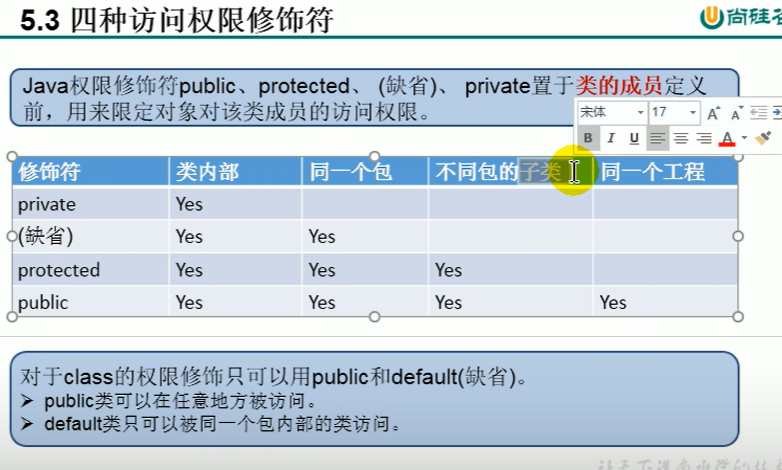 5.3 四种访问权限修饰符
尚硅
Java权限修饰符public、protected、 (缺省)、 private置于类的成员定义
前，用来限定对象对该类成员的访问权限。
宋体 17 A A
B I U A
修饰符 类内部 同一个包 不同包的子类 同一个工程
private Yes
(缺省) Yes Yes
protected Yes Yes Yes
public Yes Yes Yes Yes
对于class的权限修饰只可以用public和default(缺省)。
➢ public类可以在任意地方被访问。
➢ default类只可以被同一个包内部的类访问。